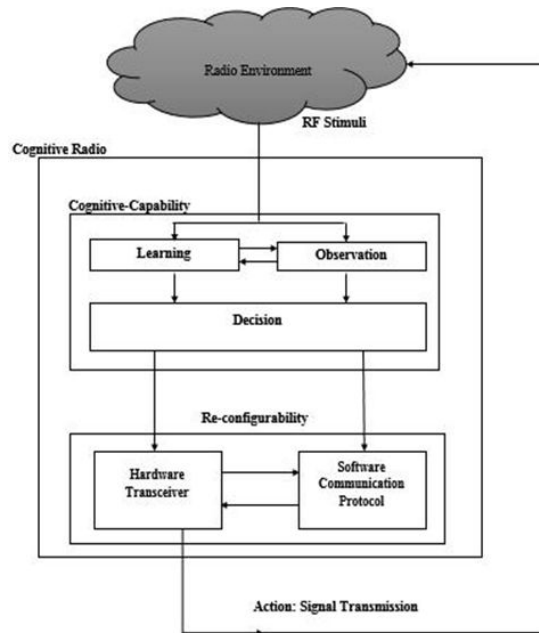 Radio Environment
RF Stimuli
Cognitive Radio
Cognitive-Capability
Learning
Observation
Decision
Re-configurability
Hardware
Transceiver
Software
Communication
Protocol
Action: Signal Transmission